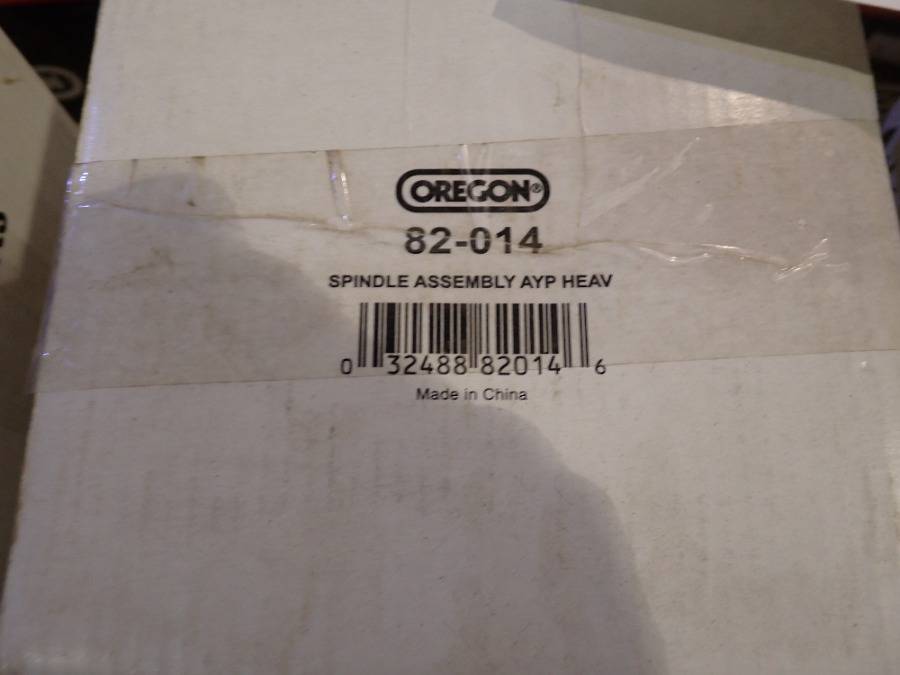 OREGON®
82-014
SPINDLE ASSEMBLY AYP HEAV
0 32488 82014 6
Made in China